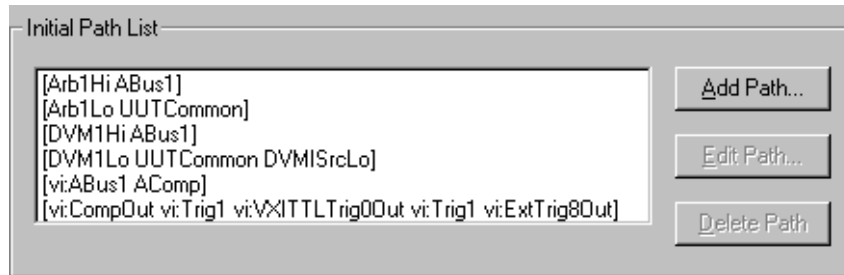 Initial Path List
[Arb1Hi ABus1]
[Arb1Lo UUTCommon]
[DVM1Hi ABus1]
[DVM1Lo UUTCommon DVMISrcLo]
[vi:ABus1 AComp]
[vi:CompOut vi:Trig1 vi:VXITTLTrig0Out vi:Trig1 vi:ExtTrig8Out]
Add Path...
Edit Path...
Delete Path